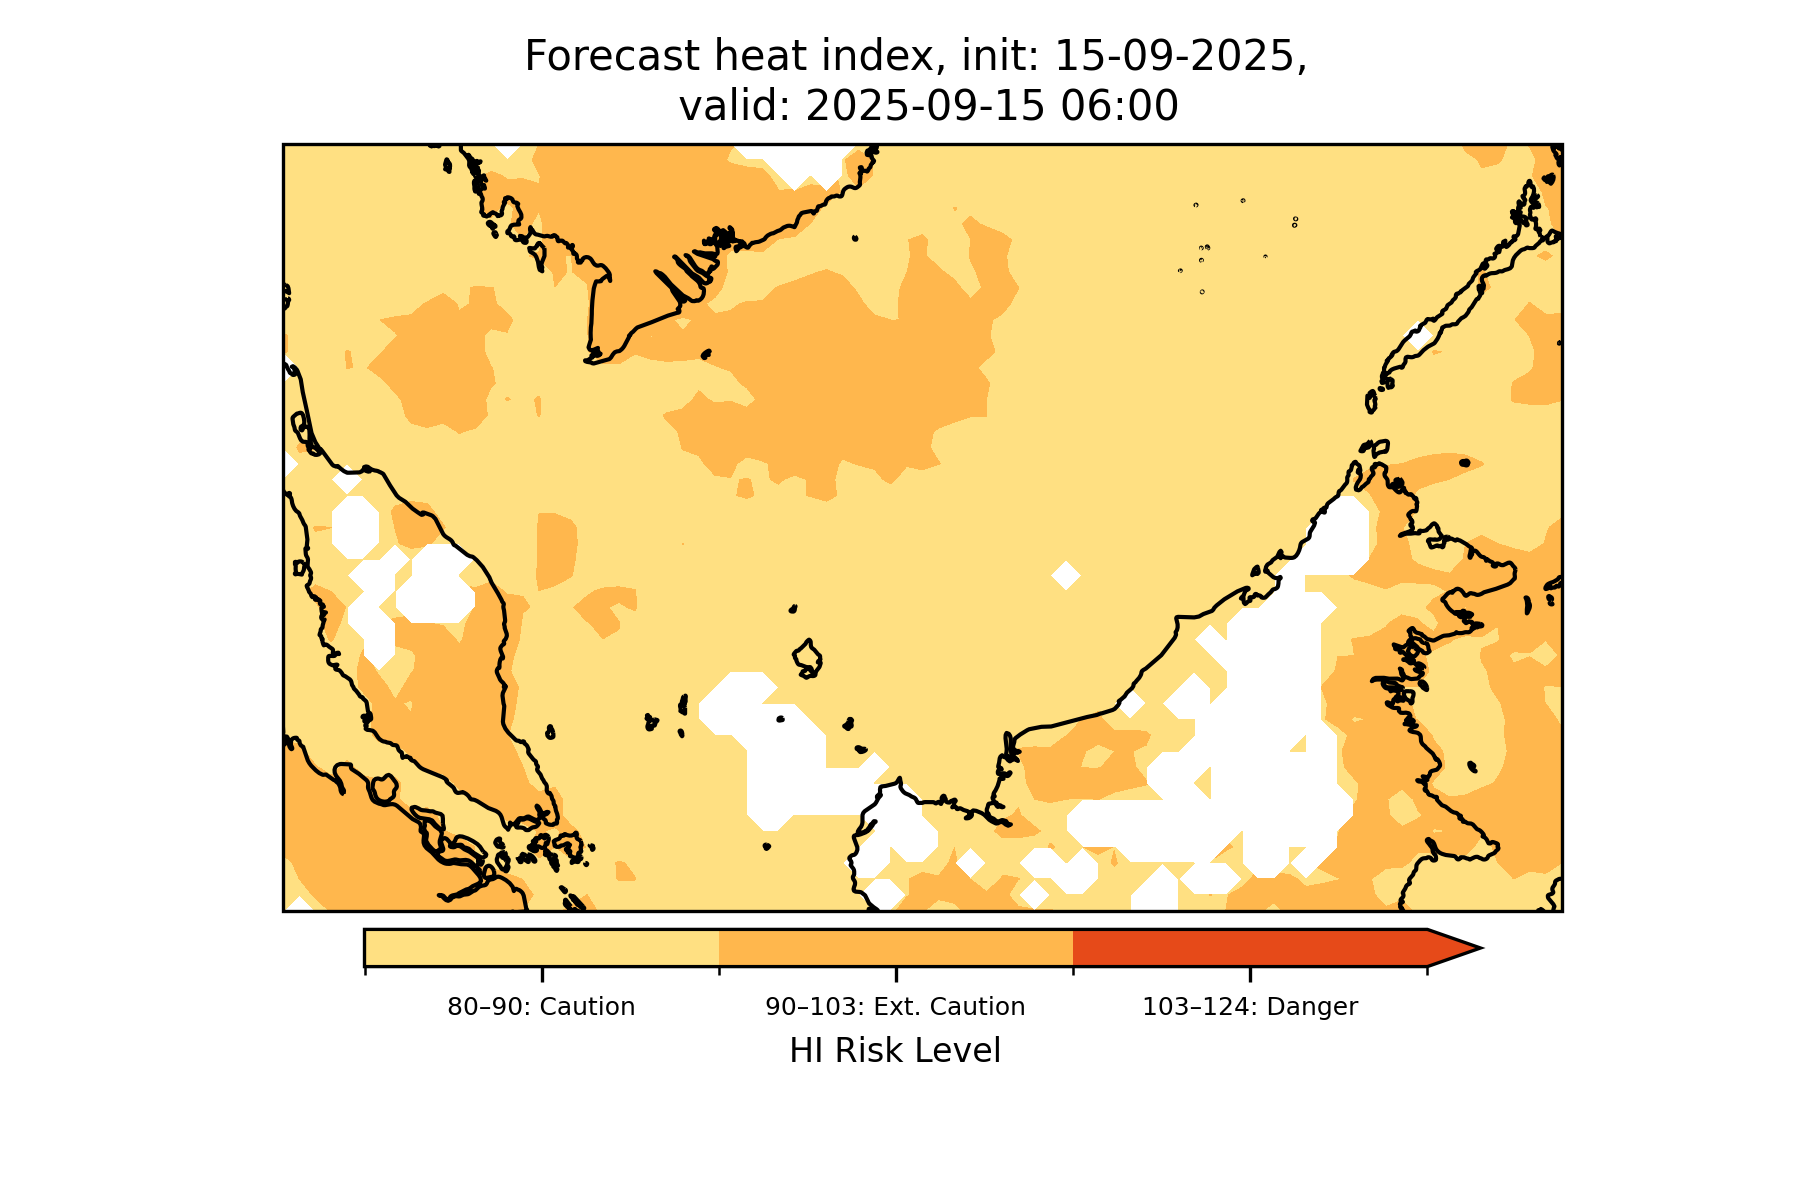 Forecast heat index, init: 15-09-2025,
valid: 2025-09-15 06:00
80–90: Caution
90–103: Ext. Caution
103–124: Danger
HI Risk Level